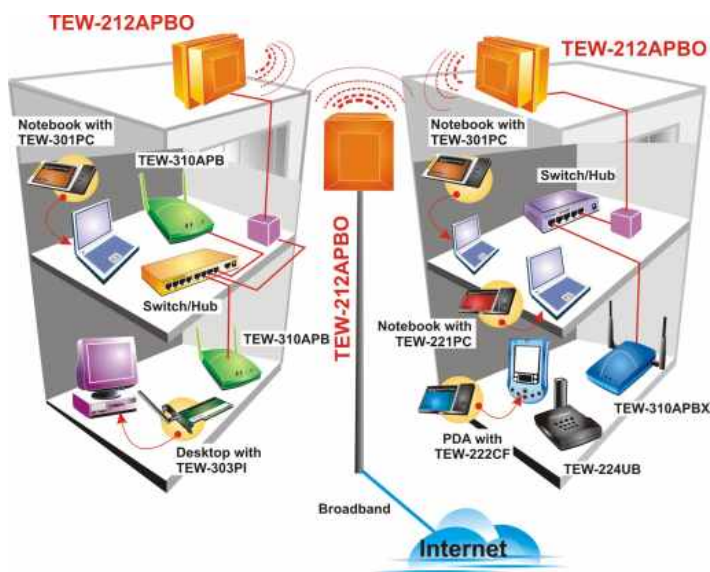 TEW-212APBO
TEW-212APBO
Notebook with
TEW-301PC
TEW-310APB
Notebook with
TEW-301PC
Switch/Hub
TEW-212APBO
Switch/Hub
TEW-310APB
Notebook with
TEW-221PC
TEW-310APBX
Desktop with
TEW-303PI
PDA with
TEW-222CF
TEW-224UB
Broadband
Internet